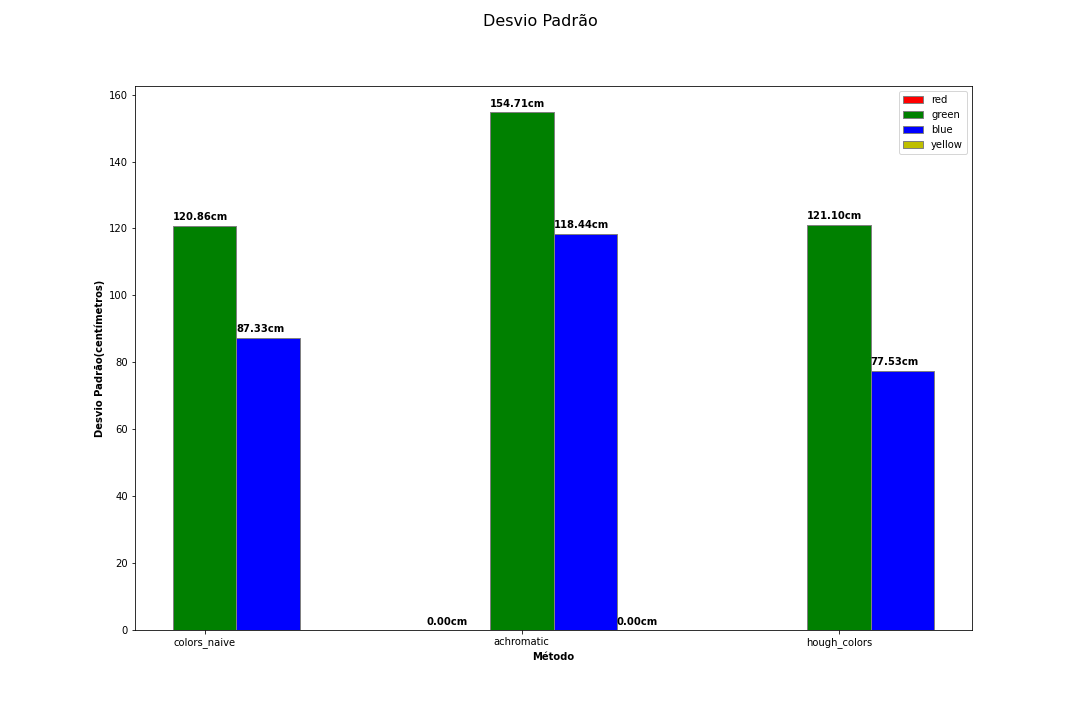 Desvio Padrão
160
140
120
100
80
60
40
20
0
Desvio Padrão(centímetros)
120.86cm
87.33cm
0.00cm
154.71cm
118.44cm
0.00cm
121.10cm
77.53cm
red
green
blue
yellow
colors_naive
achromatic
hough_colors
Método